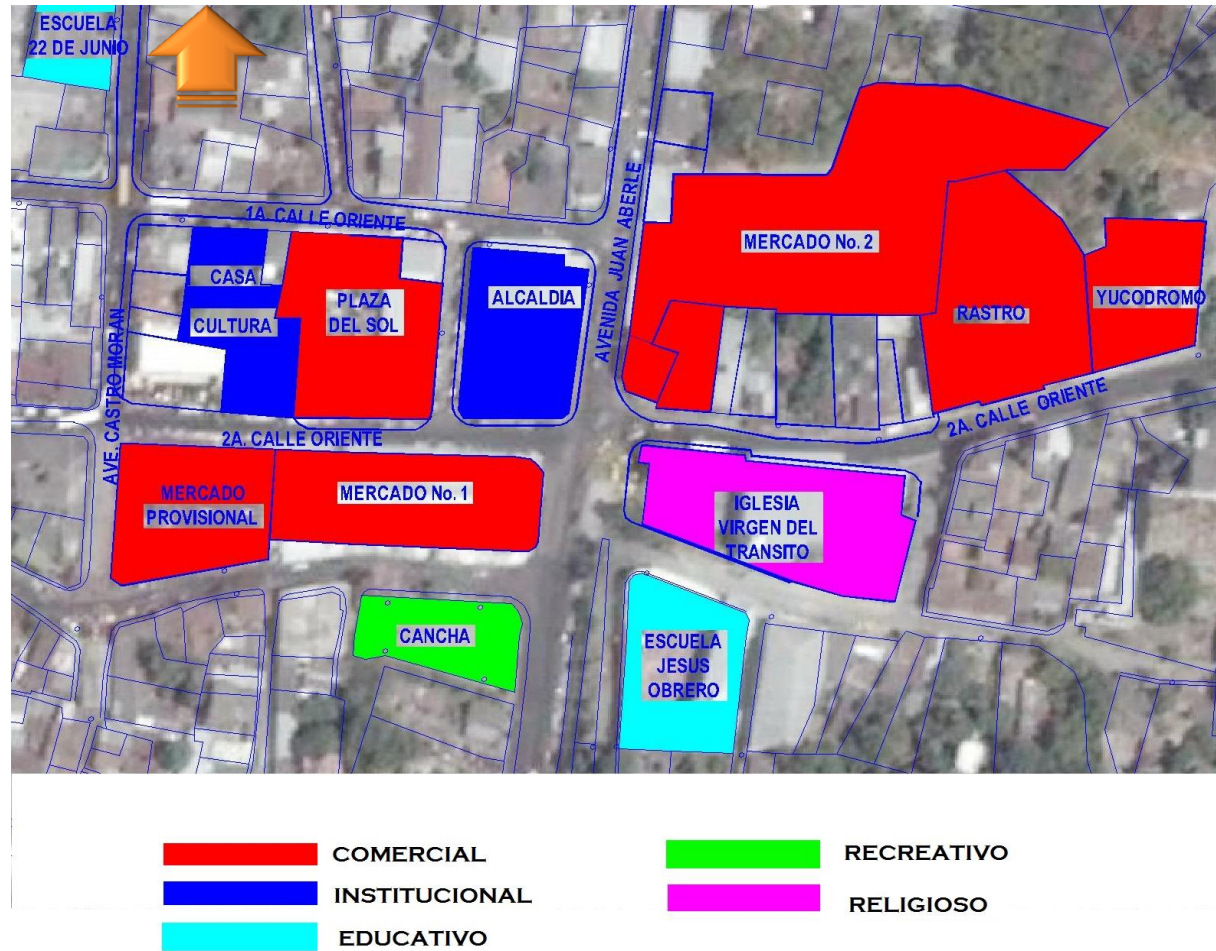 ESCUELA
22 DE JUNIO
1A. CALLE ORIENTE
AVENIDA JUAN ABERLE
MERCADO No. 2
CASA
CULTURA
PLAZA
DEL SOL
ALCALDIA
RASTRO
YUCODROMO
AVE. CASTRO MORAN
2A. CALLE ORIENTE
2A. CALLE ORIENTE
MERCADO
PROVISIONAL
MERCADO No. 1
IGLESIA
VIRGEN DEL
TRANSITO
CANCHA
ESCUELA
JESUS
OBRERO
COMERCIAL
INSTITUCIONAL
EDUCATIVO
RECREATIVO
RELIGIOSO